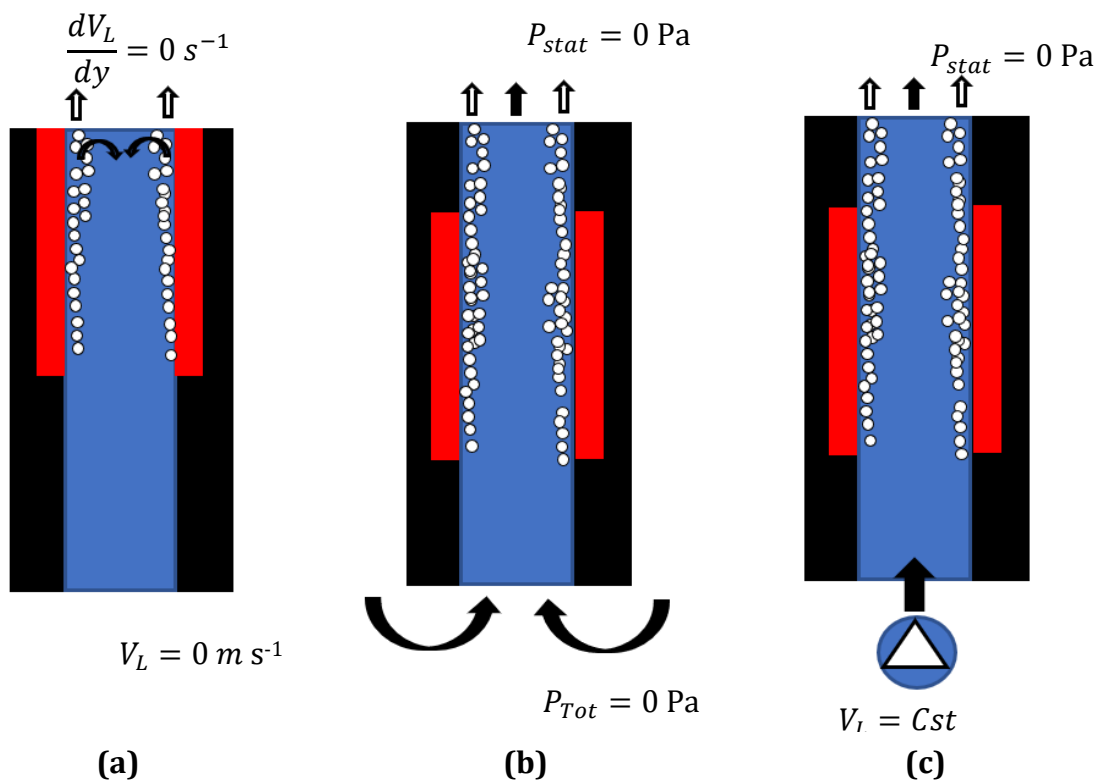 dV_L/dy = 0 s⁻¹
P_stat = 0 Pa
P_stat = 0 Pa
V_L = 0 m s⁻¹
P_Tot = 0 Pa
V_L = Cst
(a)
(b)
(c)